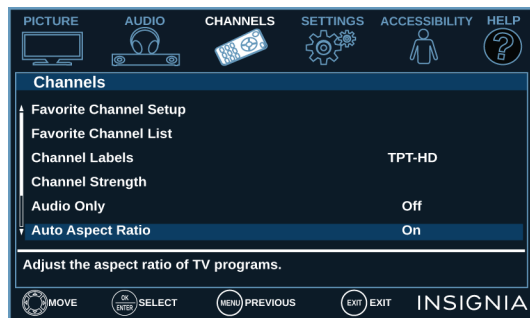 PICTURE AUDIO CHANNELS SETTINGS ACCESSIBILITY HELP
?
Channels
Favorite Channel Setup
Favorite Channel List
Channel Labels TPT-HD
Channel Strength
Audio Only Off
Auto Aspect Ratio On
Adjust the aspect ratio of TV programs.
MOVE OK ENTER SELECT MENU PREVIOUS EXIT EXIT INSIGNIA